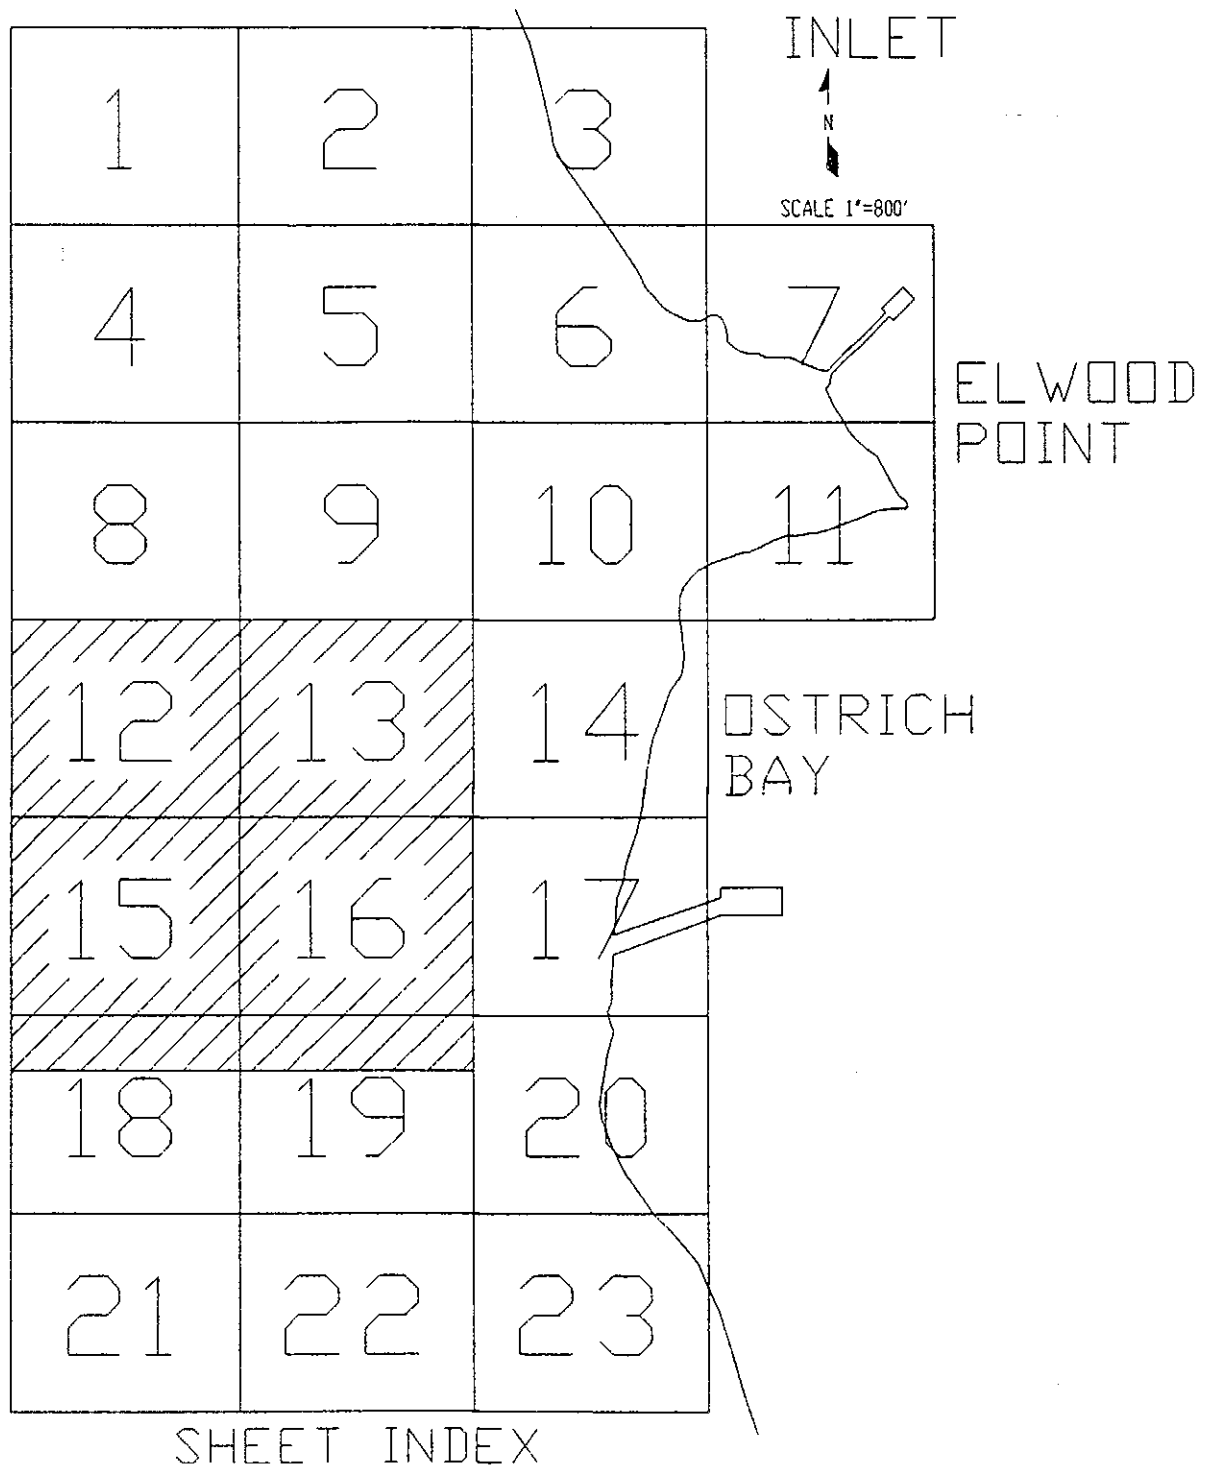 INLET
1 2 3
N
SCALE 1"=800'
4 5 6 7
ELWOOD
POINT
8 9 10 11
12 13 14
OSTRICH
BAY
15 16 17
18 19 20
21 22 23
SHEET INDEX